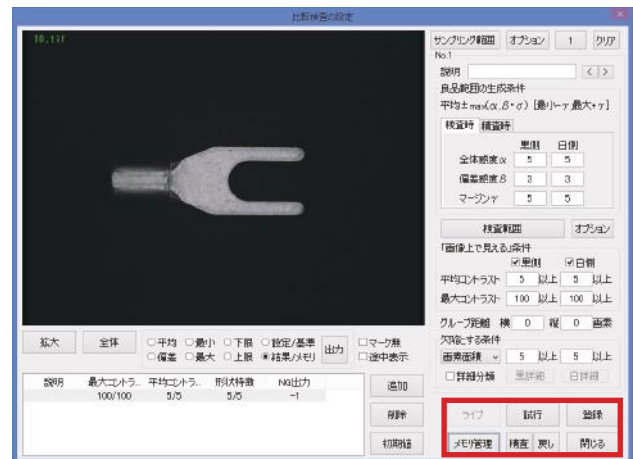 比較検査の設定
10.tif
サンプリング範囲 オプション 1 クリア
No.1
説明 < >
良品範囲の生成条件
平均±max(α,β*σ) [最小-γ,最大+γ]
検査時 積査時
黒側 白側
全体感度α 5 5
偏差感度β 3 3
マージンγ 5 5
検査範囲 オプション
「画像上で見える」条件
黒側 白側
平均コントラスト 5 以上 5 以上
最大コントラスト 100 以上 100 以上
グループ距離 横 0 縦 0 画素
欠陥とする条件
画素面積 5 以上 5 以上
詳細分類 黒詳細 白詳細
拡大 全体 平均 最小 下限 設定/基準 出力 マーク無
偏差 最大 上限 結果/メモリ 途中表示
説明 最大コントラ.. 平均コントラ.. 形状特徴 NG出力
100/100 5/5 5/5 -1
追加
削除
初期値
ライブ 試行 登録
メモリ管理 精査 戻し 閉じる